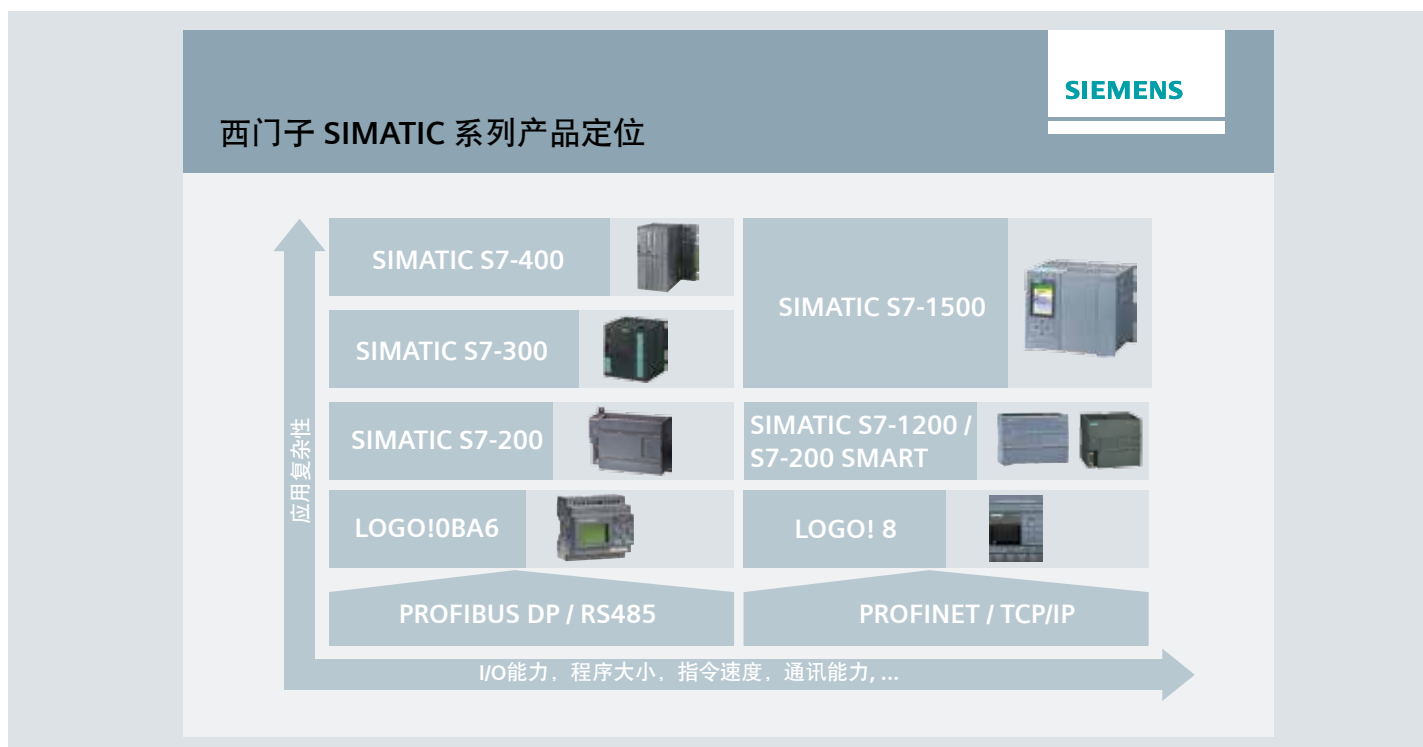 SIEMENS
西门子 SIMATIC 系列产品定位
SIMATIC S7-400
SIMATIC S7-300
SIMATIC S7-200
LOGO!0BA6
PROFIBUS DP / RS485
SIMATIC S7-1500
SIMATIC S7-1200 /
S7-200 SMART
LOGO! 8
PROFINET / TCP/IP
应用复杂性
I/O能力，程序大小，指令速度，通讯能力, ...